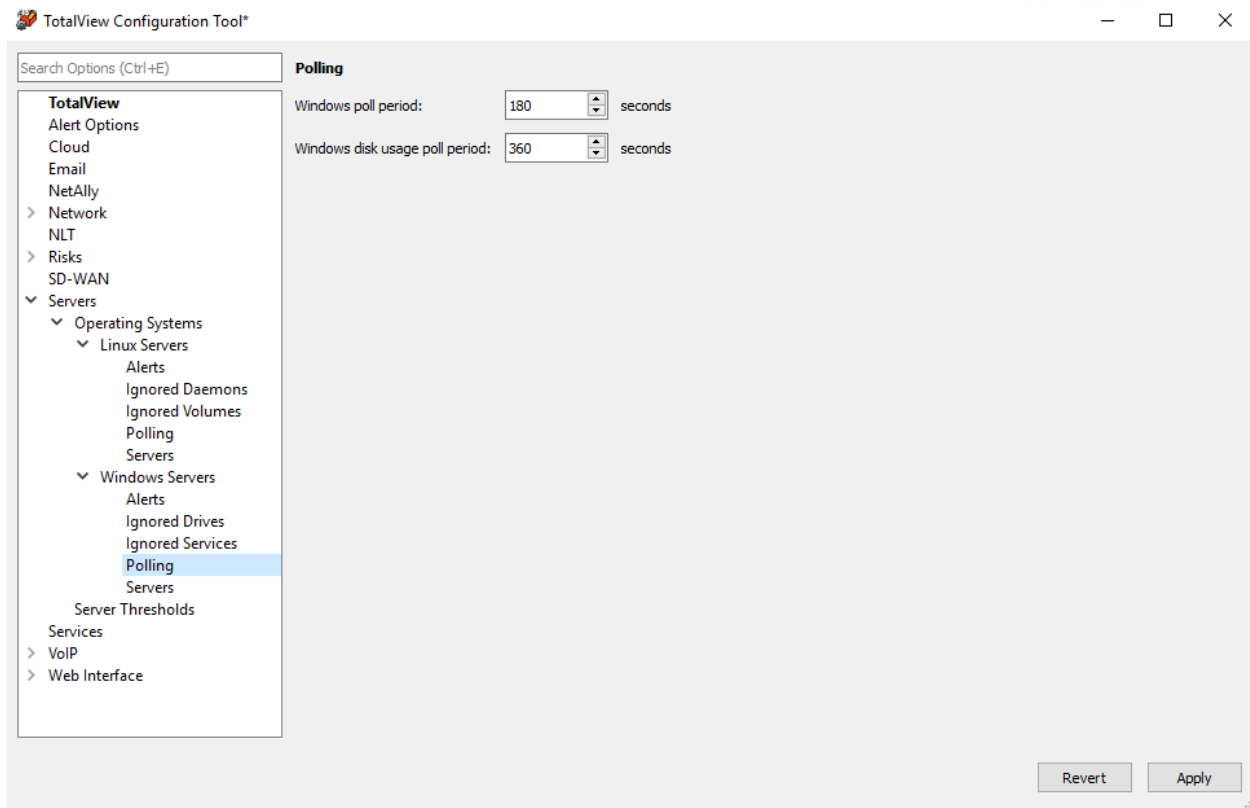 TotalView Configuration Tool*
Search Options (Ctrl+E)
TotalView
Alert Options
Cloud
Email
NetAlly
Network
NLT
Risks
SD-WAN
Servers
Operating Systems
Linux Servers
Alerts
Ignored Daemons
Ignored Volumes
Polling
Servers
Windows Servers
Alerts
Ignored Drives
Ignored Services
Polling
Servers
Server Thresholds
Services
VoIP
Web Interface
Polling
Windows poll period: 180 seconds
Windows disk usage poll period: 360 seconds
Revert Apply